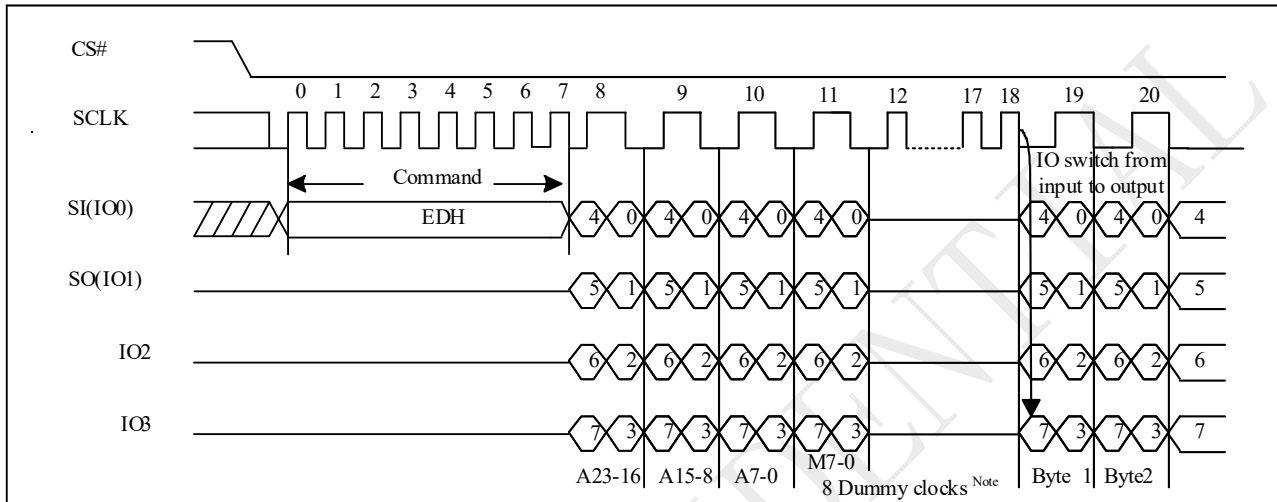 CS#
0 1 2 3 4 5 6 7 8 9 10 11 12 17 18 19 20
SCLK
IO switch from
input to output
Command
SI(IO0)
EDH
4 0 4 0 4 0 4 0 4 0 4 0 4
SO(IO1)
5 1 5 1 5 1 5 1 5 1 5 1 5
IO2
6 2 6 2 6 2 6 2 6 2 6 2 6
IO3
7 3 7 3 7 3 7 3 7 3 7 3 7
A23-16 A15-8 A7-0 M7-0 8 Dummy clocks Note Byte 1 Byte2